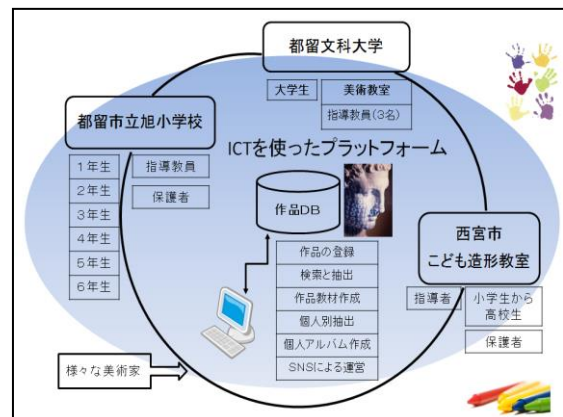 都留文科大学
大学生
美術教室
指導教員(3名)
都留市立旭小学校
1年生
2年生
3年生
4年生
5年生
6年生
指導教員
保護者
ICTを使ったプラットフォーム
作品DB
作品の登録
検索と抽出
作品教材作成
個人別抽出
個人アルバム作成
SNSによる運営
西宮市
こども造形教室
指導者
小学生から
高校生
保護者
様々な美術家